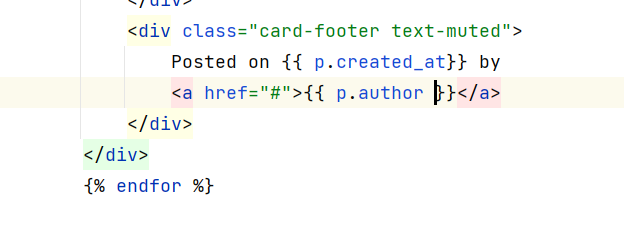 </div>
<div class="card-footer text-muted">
Posted on {{ p.created_at}} by
<a href="#">{{ p.author }}</a>
</div>
</div>
{% endfor %}